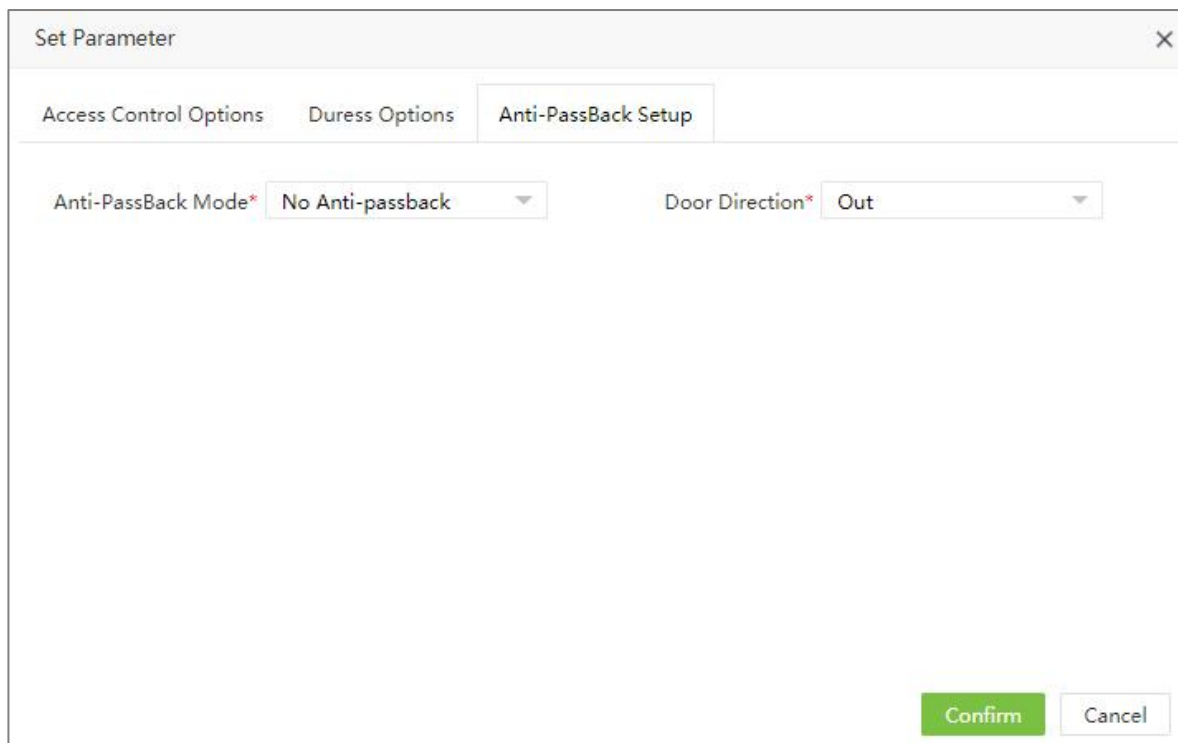 Set Parameter
Access Control Options Duress Options Anti-PassBack Setup
Anti-PassBack Mode* No Anti-passback Door Direction* Out
Confirm Cancel